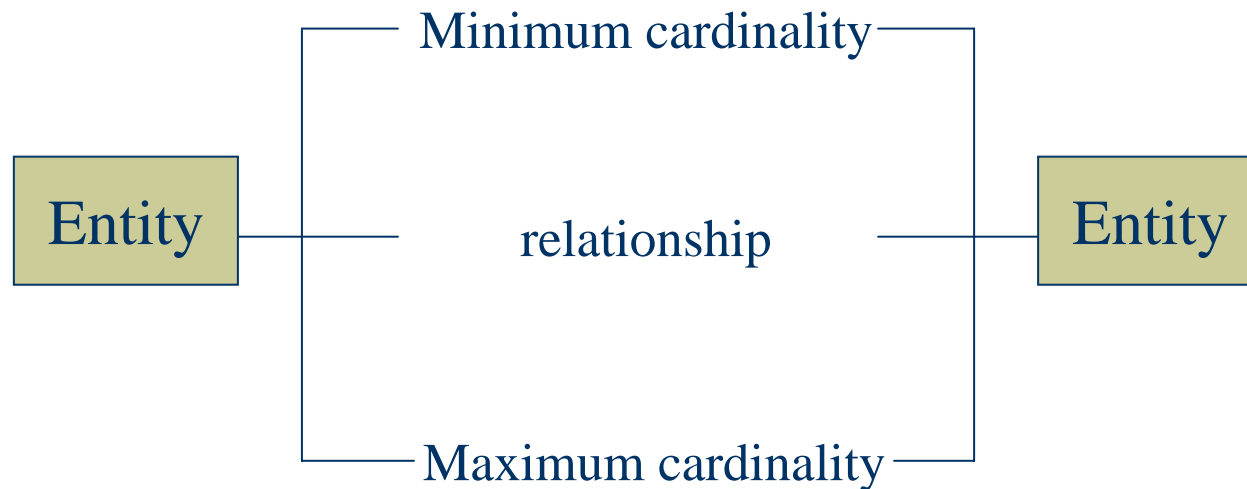 Minimum cardinality
Entity
relationship
Entity
Maximum cardinality